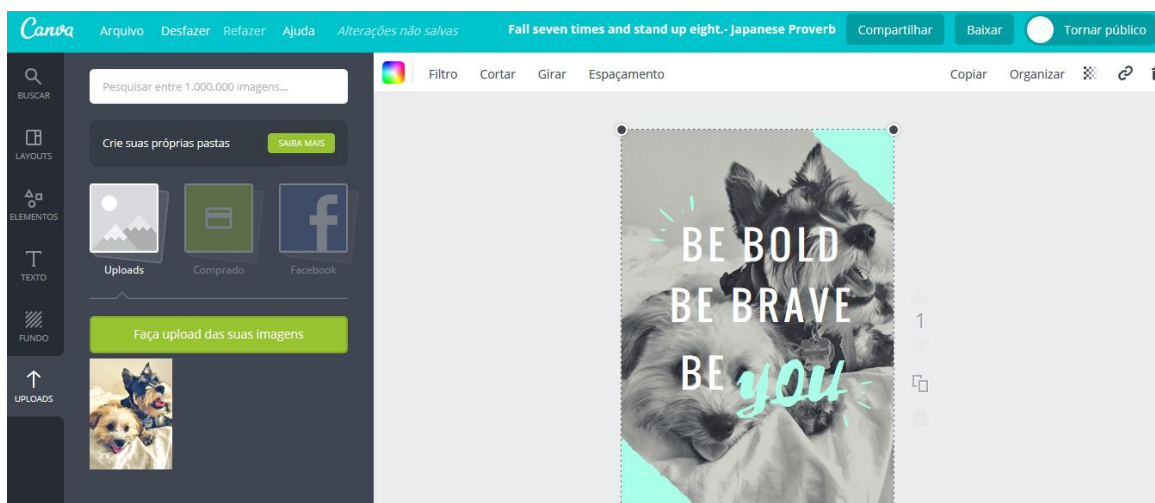 Canva Arquivo Desfazer Refazer Ajuda Alterações não salvas Fall seven times and stand up eight.- Japanese Proverb Compartilhar Baixar Tornar público
BUSCAR
LAYOUTS
ELEMENTOS
TEXTO
FUNDO
UPLOADS
Pesquisar entre 1.000.000 imagens...
Crie suas próprias pastas SAIBA MAIS
Uploads Comprado Facebook
Faça upload das suas imagens
Filtro Cortar Girar Espaçamento Copiar Organizar
BE BOLD
BE BRAVE
BE you
1